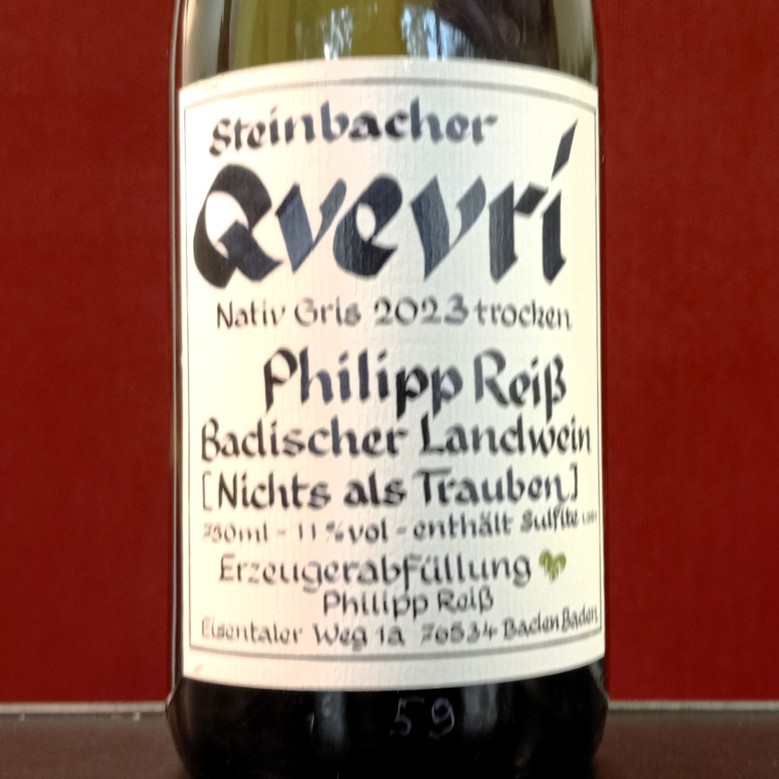 Steinbacher
Qvevri
Nativ Gris 2023 trocken
Philipp Reiß
Badischer Landwein
[Nichts als Trauben]
750ml - 11 %vol - enthält Sulfite
Erzeugerabfüllung
Philipp Reiß
Eisentaler Weg 1a 76534 Baden Baden
59